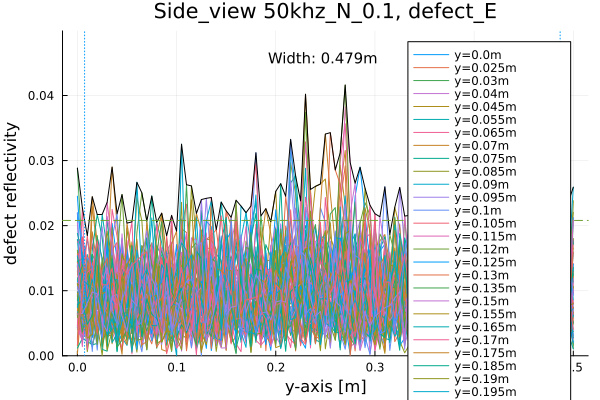 Side_view 50khz_N_0.1, defect_E
Width: 0.479m
defect reflectivity
0.04
0.03
0.02
0.01
0.00
0.0
0.1
0.2
0.3
.5
y-axis [m]
y=0.0m
y=0.025m
y=0.03m
y=0.04m
y=0.045m
y=0.055m
y=0.065m
y=0.07m
y=0.075m
y=0.085m
y=0.09m
y=0.095m
y=0.1m
y=0.105m
y=0.115m
y=0.12m
y=0.125m
y=0.13m
y=0.135m
y=0.15m
y=0.155m
y=0.165m
y=0.17m
y=0.175m
y=0.185m
y=0.19m
y=0.195m